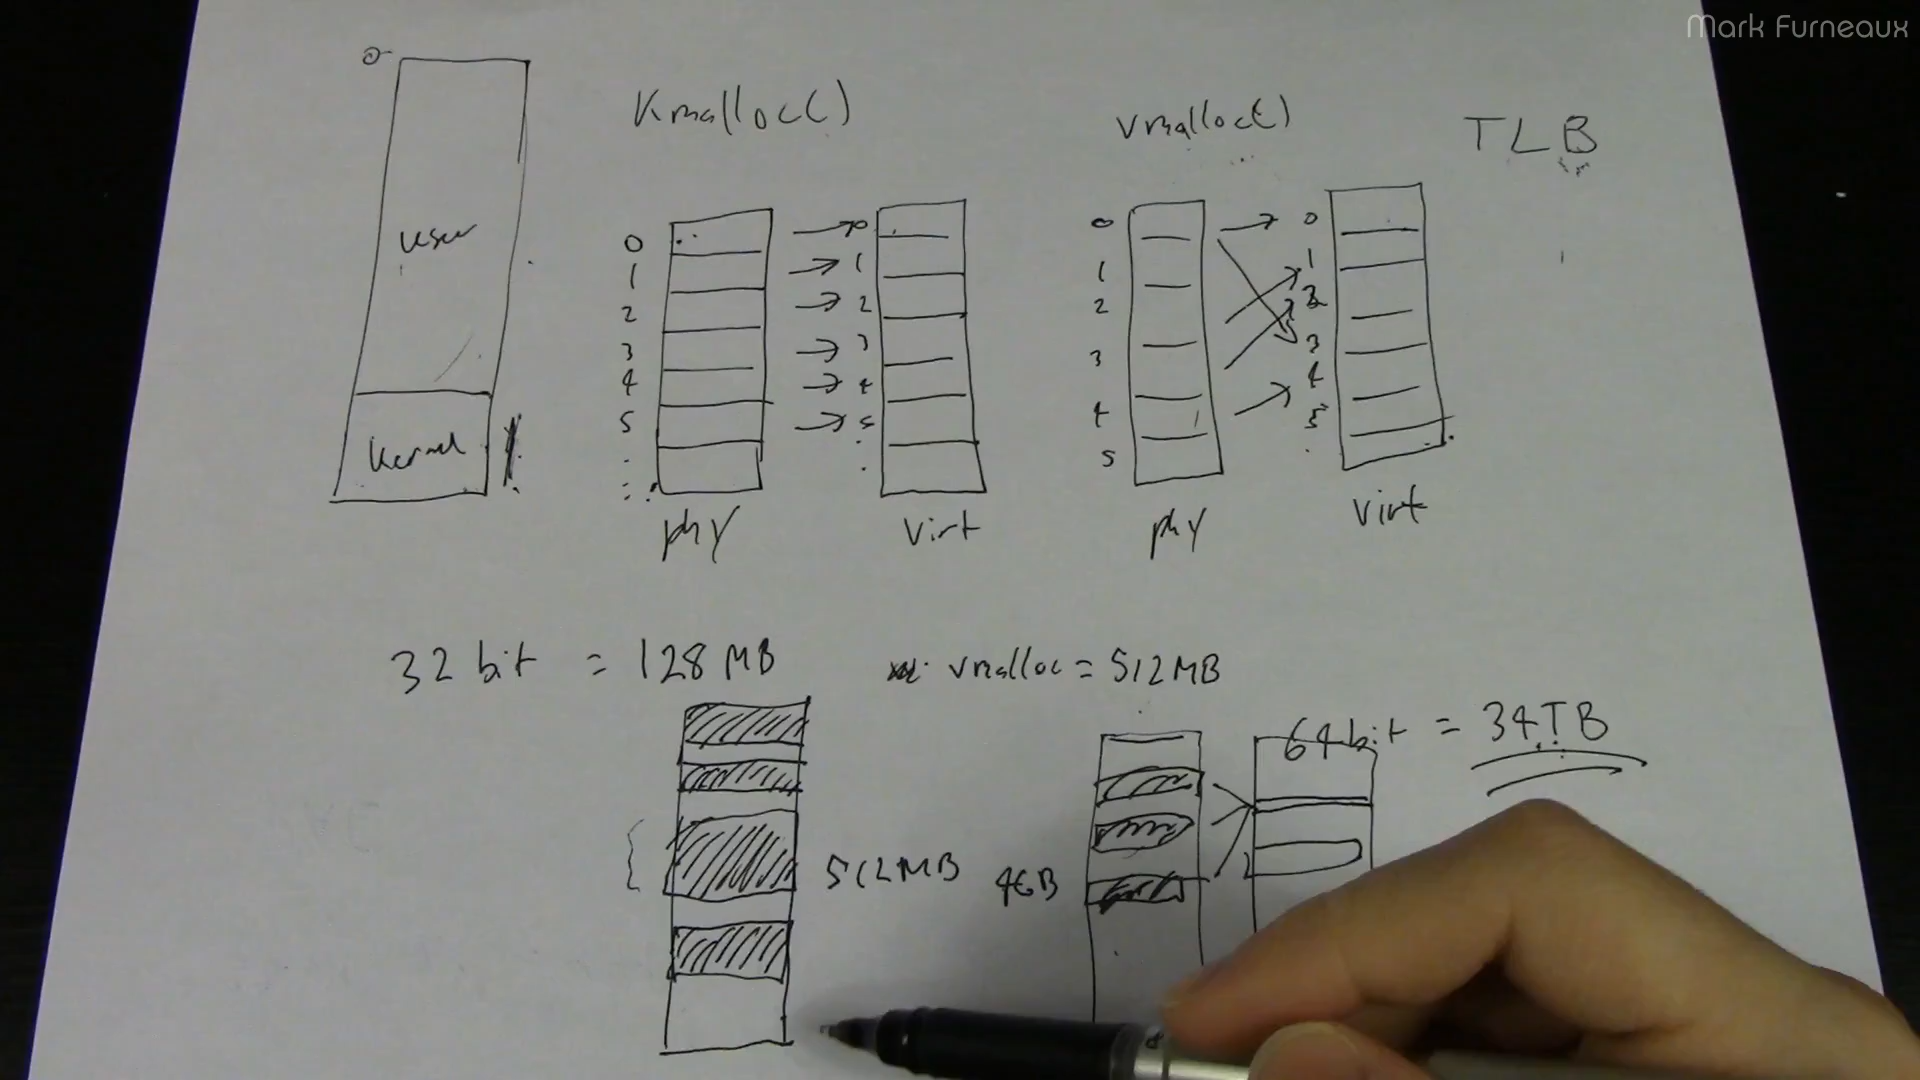 Mark Furneaux
0
Kmalloc()
vmalloc()
TLB
user
kernel
0 0
1 1
2 2
3 3
4 4
5 5
phy virt
0 0
1 1
2 2
3 3
4 4
5 5
phy virt
32 bit = 128 MB
vmalloc = 512MB
64 bit = 34TB
512MB
4GB